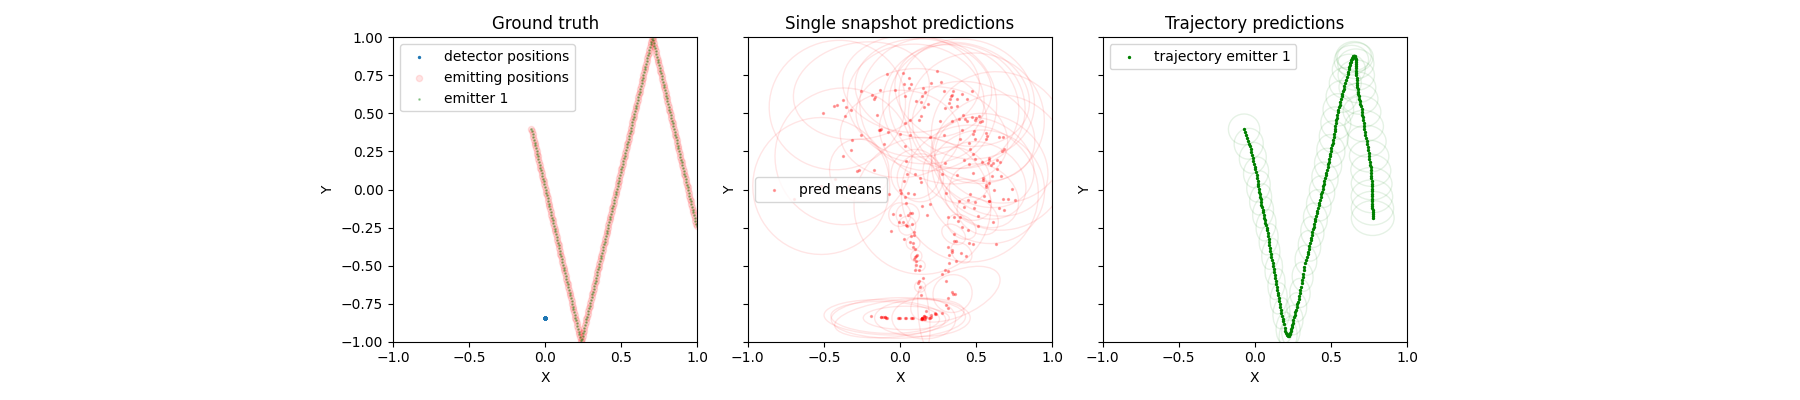 Ground truth
Single snapshot predictions
Trajectory predictions
detector positions
emitting positions
emitter 1
pred means
trajectory emitter 1
1.00
0.75
0.50
0.25
0.00
−0.25
−0.50
−0.75
−1.00
Y
Y
Y
−1.0 −0.5 0.0 0.5 1.0
−1.0 −0.5 0.0 0.5 1.0
−1.0 −0.5 0.0 0.5 1.0
X
X
X